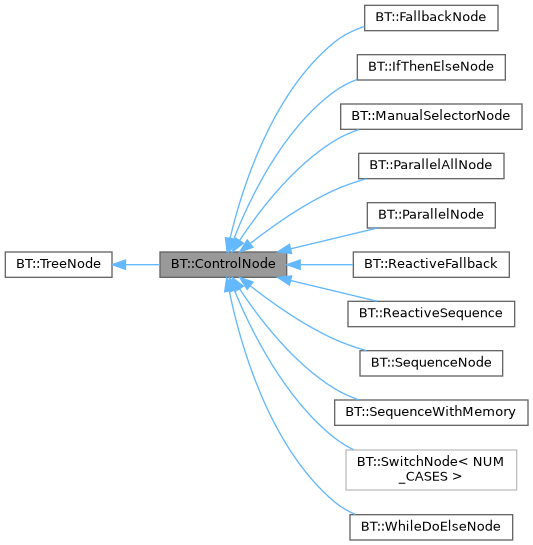 BT::FallbackNode
BT::IfThenElseNode
BT::ManualSelectorNode
BT::ParallelAllNode
BT::ParallelNode
BT::TreeNode
BT::ControlNode
BT::ReactiveFallback
BT::ReactiveSequence
BT::SequenceNode
BT::SequenceWithMemory
BT::SwitchNode< NUM
_CASES >
BT::WhileDoElseNode